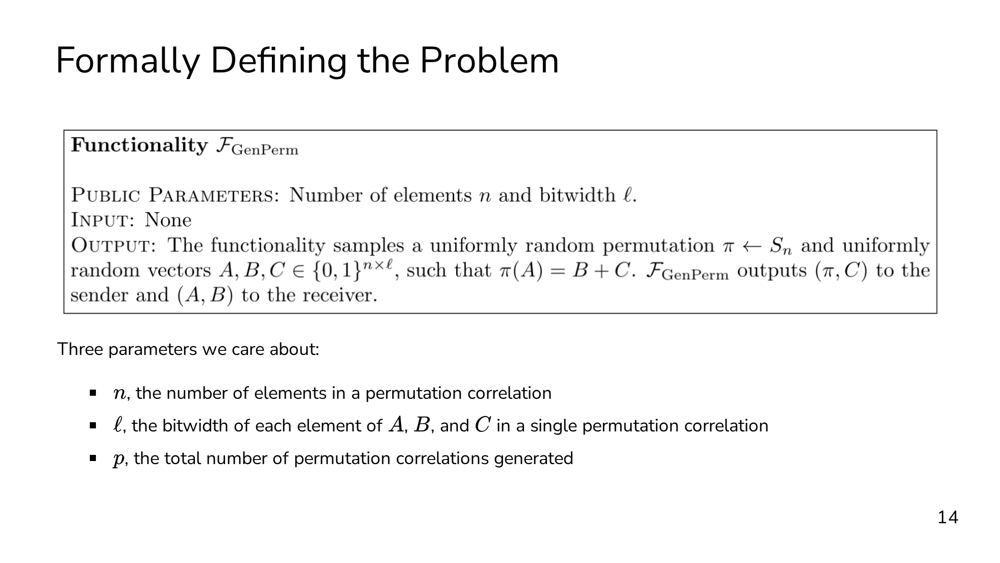 Formally Defining the Problem
Functionality $\mathcal{F}_{\text{GenPerm}}$
PUBLIC PARAMETERS: Number of elements $n$ and bitwidth $\ell$.
INPUT: None
OUTPUT: The functionality samples a uniformly random permutation $\pi \leftarrow S_n$ and uniformly
random vectors $A, B, C \in \{0,1\}^{n \times \ell}$, such that $\pi(A) = B + C$. $\mathcal{F}_{\text{GenPerm}}$ outputs $(\pi, C)$ to the
sender and $(A, B)$ to the receiver.
Three parameters we care about:
▪ $n$, the number of elements in a permutation correlation
▪ $\ell$, the bitwidth of each element of $A$, $B$, and $C$ in a single permutation correlation
▪ $p$, the total number of permutation correlations generated
14